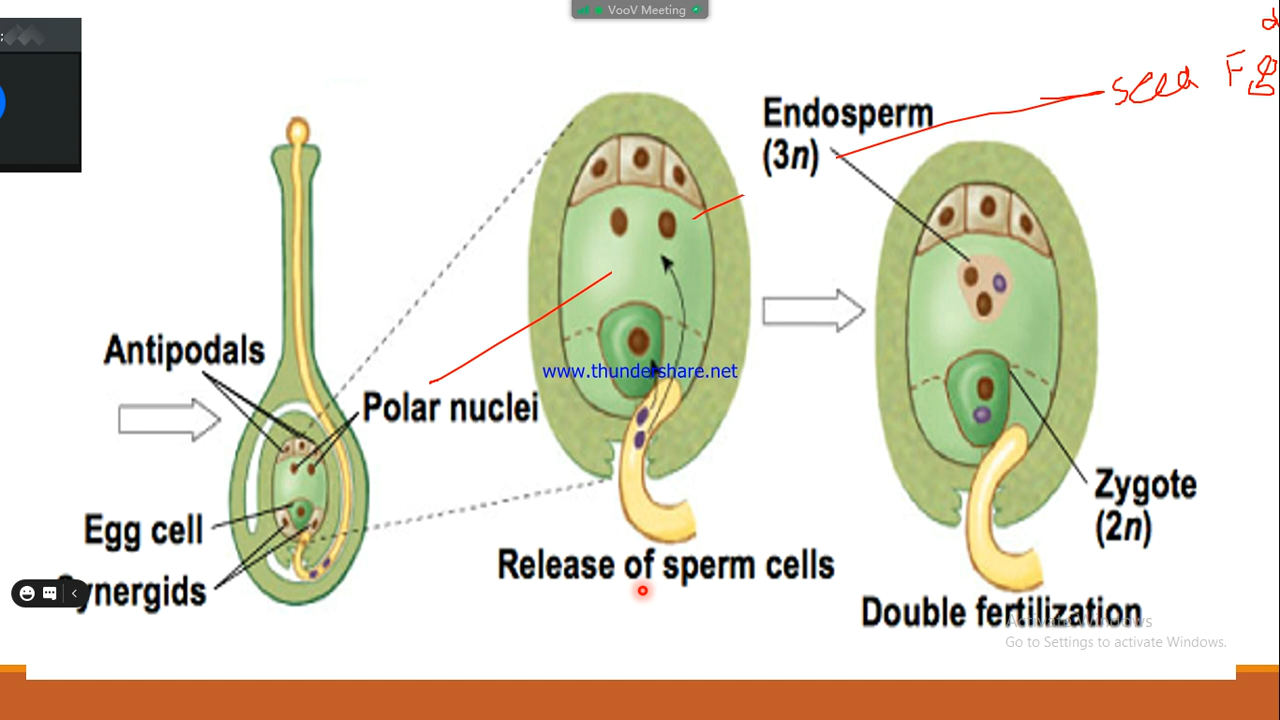 VooV Meeting
seed
Endosperm
(3n)
www.thundershare.net
Antipodals
Polar nuclei
Egg cell
Synergids
Zygote
(2n)
Release of sperm cells
Double fertilization
Activate Windows
Go to Settings to activate Windows.